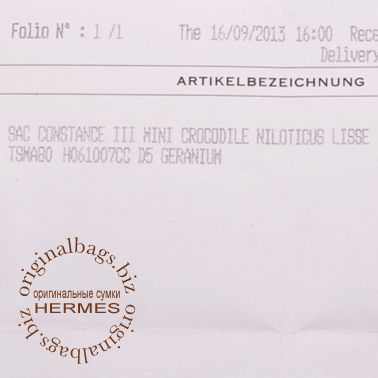 Folio N° : 1 /1 The 16/09/2013 16:00 Rece
Delivery
ARTIKELBEZEICHNUNG
SAC CONSTANCE III MINI CROCODILE NILOTICUS LISSE
TSMABO H061007CC D5 GERANIUM
originalbags.biz originalbags.biz
оригинальные сумки
HERMES